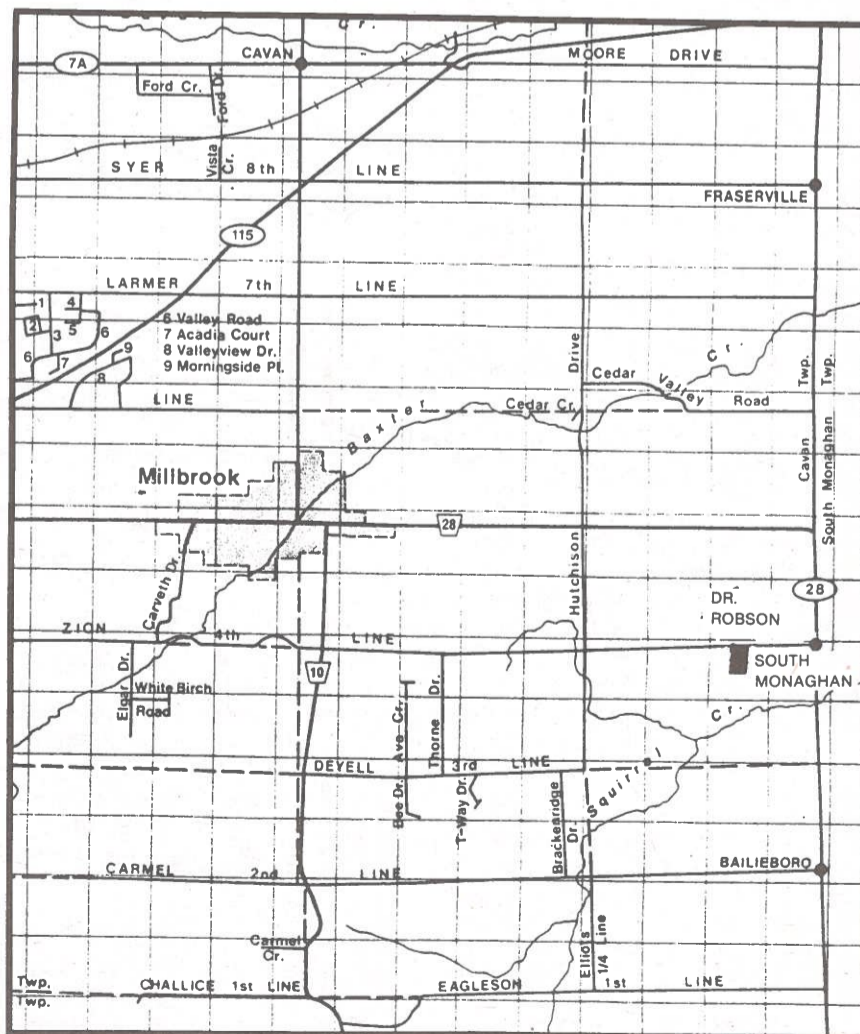 Cr.
CAVAN
MOORE DRIVE
7A
Ford Cr.
Ford Dr.
Vista Cr.
SYER 8th LINE
FRASERVILLE
115
LARMER 7th LINE
1
4
2
5
3
6
6
7
9
8
6 Valley Road
7 Acadia Court
8 Valleyview Dr.
9 Morningside Pl.
LINE
Drive
Cr.
Cedar Valley Road
Cedar Cr.
Baxter
Twp.
Twp.
Cavan
South Monaghan
Millbrook
28
Carveth Dr.
Hutchison
28
DR.
ROBSON
ZION 4th LINE
SOUTH
MONAGHAN
10
Elgar Dr.
White Birch
Road
Ave Cr.
Thorne Dr.
Cr.
Squirrel
DEYELL 3rd LINE
Bee Dr.
T-Way Dr.
Brackenridge
Dr.
CARMEL 2nd LINE
BAILIEBORO
Carmel
Cr.
Elliots
1/4 Line
Twp.
Twp.
CHALLICE 1st LINE
EAGLESON 1st LINE